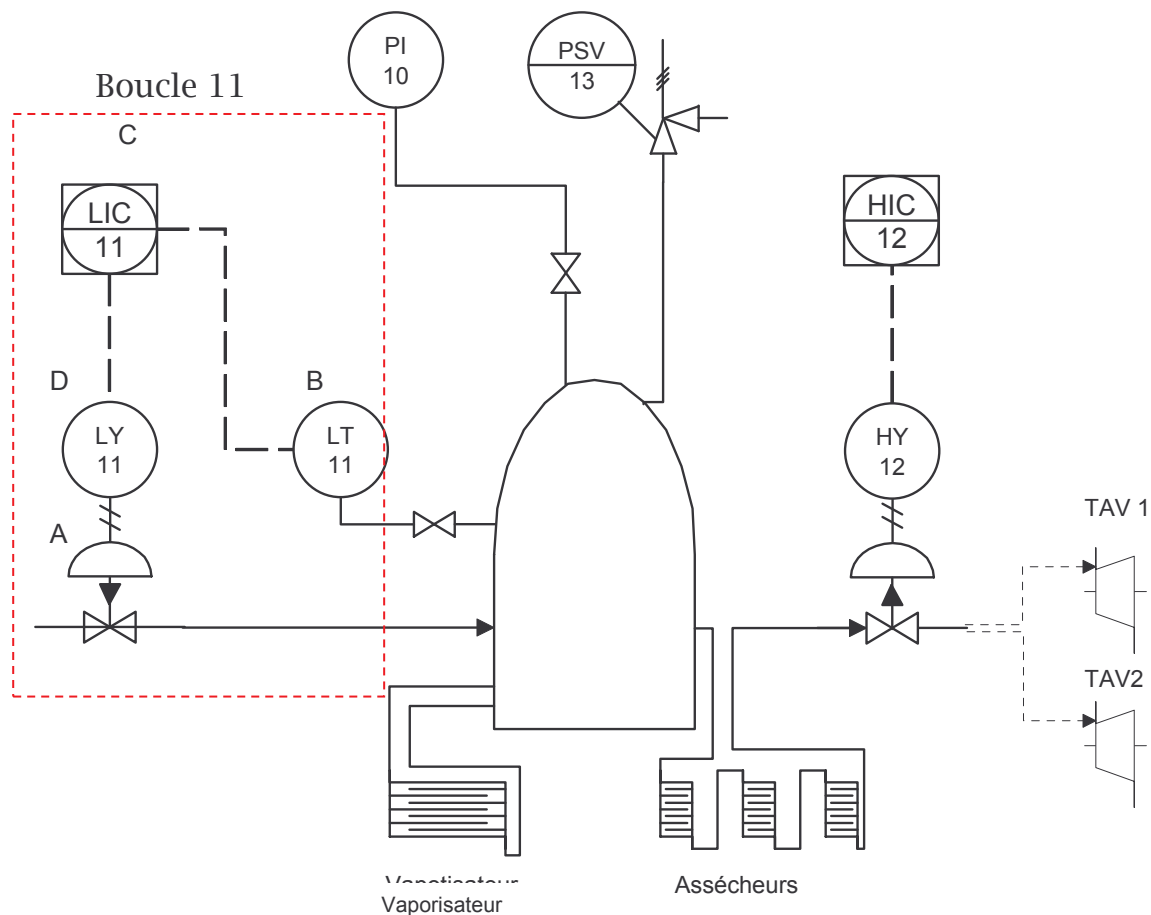 PI
10
PSV
13
Boucle 11
C
LIC
11
HIC
12
D
B
LY
11
LT
11
HY
12
A
TAV 1
TAV2
Assécheurs
Vaporisateur